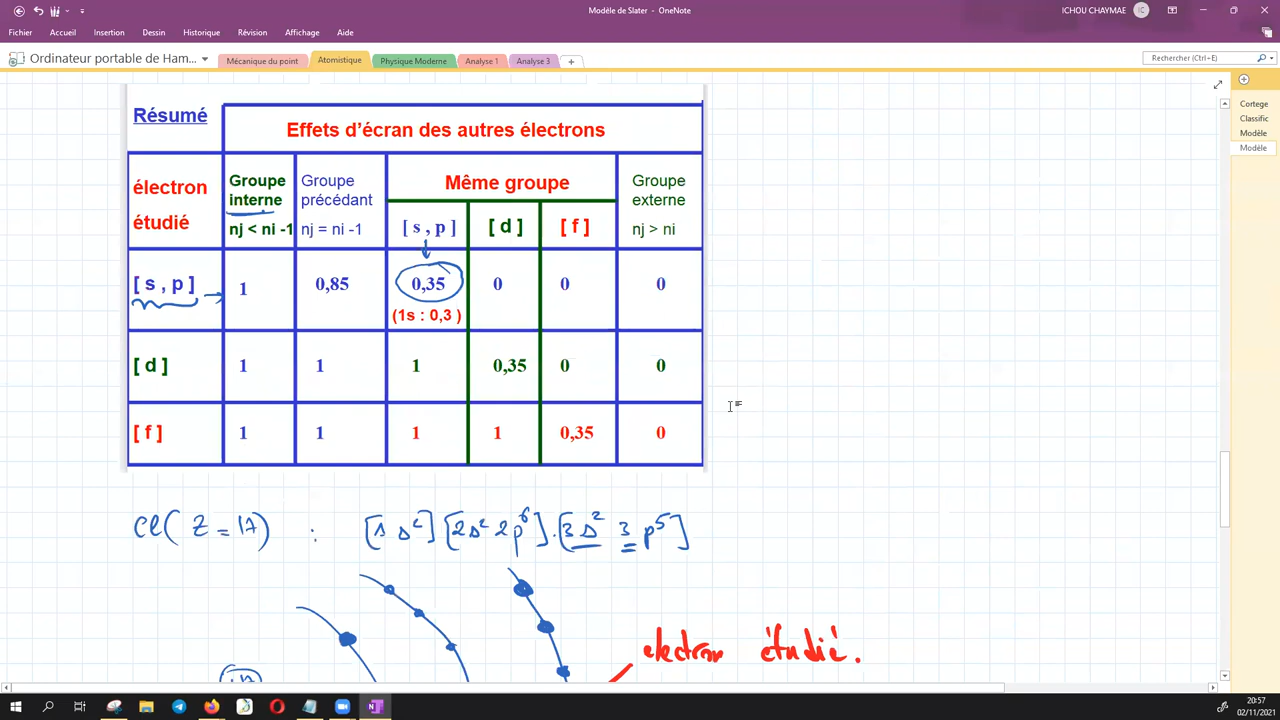 Modèle de Slater - OneNote
ICHOU CHAYMAE
IC
Fichier Accueil Insertion Dessin Historique Révision Affichage Aide
Ordinateur portable de Ham...
Mécanique du point
Atomistique
Physique Moderne
Analyse 1
Analyse 3
Rechercher (Ctrl+E)
Cortege
Classific
Modèle
Modèle
Résumé
Effets d'écran des autres électrons
électron
étudié
Groupe
interne
nj < ni -1
Groupe
précédant
nj = ni -1
Même groupe
[ s , p ] [ d ] [ f ]
Groupe
externe
nj > ni
[ s , p ] 1 0,85 0,35 0 0 0
(1s : 0,3 )
[ d ] 1 1 1 0,35 0 0
[ f ] 1 1 1 1 0,35 0
Cl( Z = 17) : [1s²] [2s² 2p⁶] . [3s² 3p⁵]
electron étudié.
20:57
02/11/2021